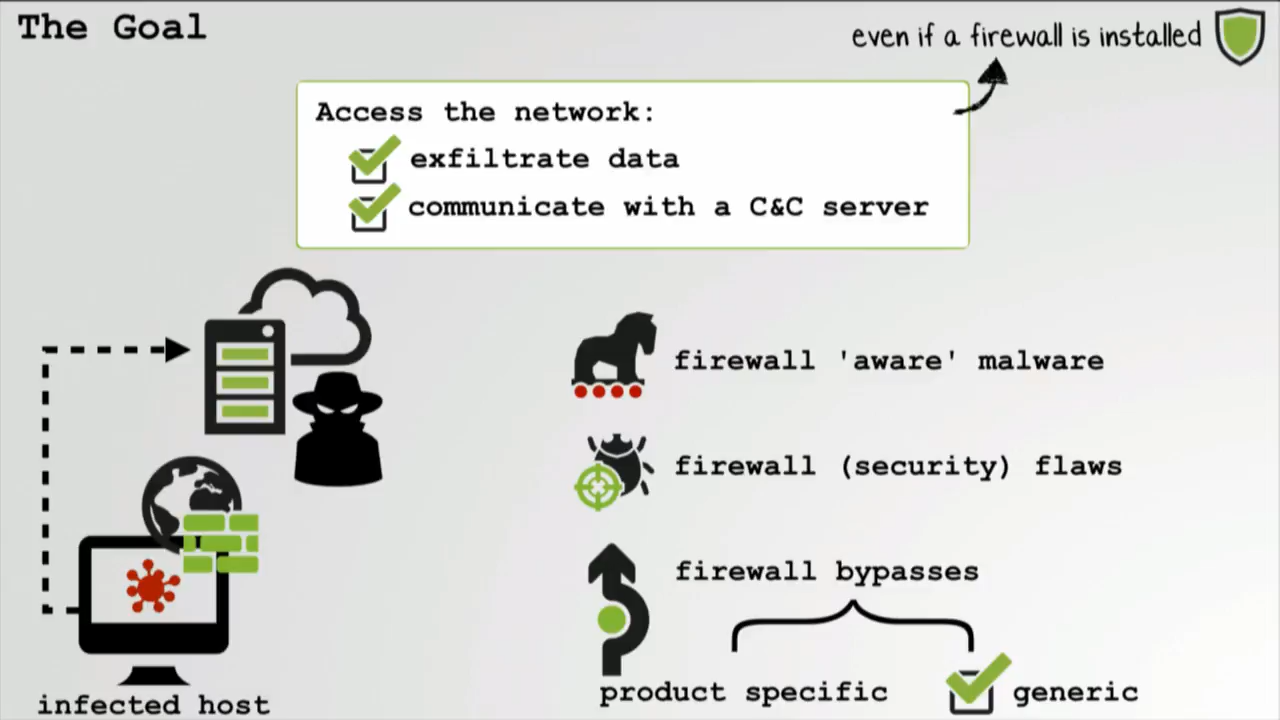 The Goal
even if a firewall is installed
Access the network:
exfiltrate data
communicate with a C&C server
firewall 'aware' malware
firewall (security) flaws
firewall bypasses
product specific
generic
infected host